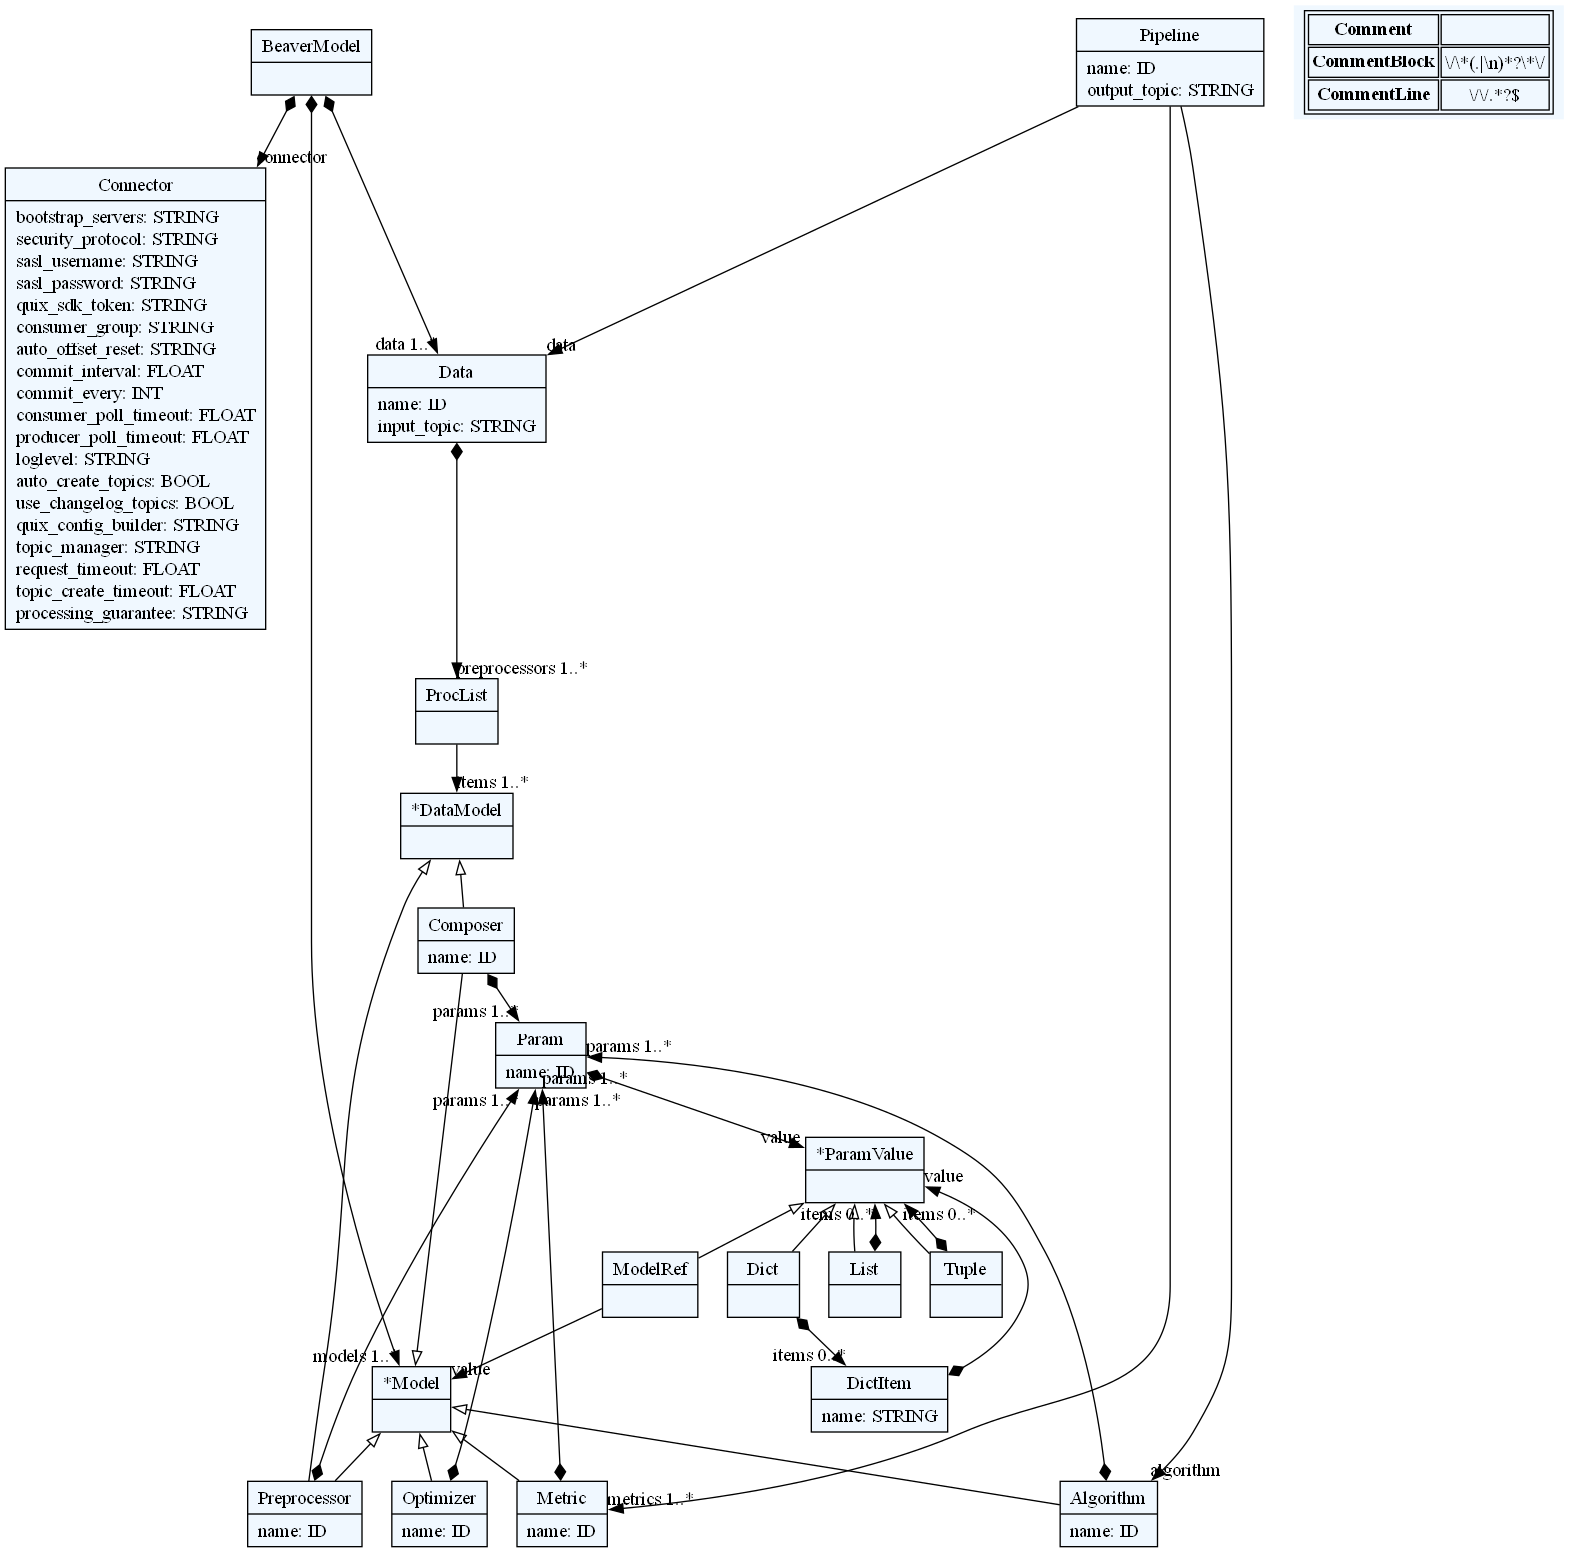 BeaverModel
Pipeline
name: ID
output_topic: STRING
Comment
CommentBlock \/\*(.|\n)*?\*\/
CommentLine \/\/.*?$
connector
Connector
bootstrap_servers: STRING
security_protocol: STRING
sasl_username: STRING
sasl_password: STRING
quix_sdk_token: STRING
consumer_group: STRING
auto_offset_reset: STRING
commit_interval: FLOAT
commit_every: INT
consumer_poll_timeout: FLOAT
producer_poll_timeout: FLOAT
loglevel: STRING
auto_create_topics: BOOL
use_changelog_topics: BOOL
quix_config_builder: STRING
topic_manager: STRING
request_timeout: FLOAT
topic_create_timeout: FLOAT
processing_guarantee: STRING
data 1..*
data
Data
name: ID
input_topic: STRING
preprocessors 1..*
ProcList
items 1..*
*DataModel
Composer
name: ID
params 1..*
Param
name: ID
params 1..*
params 1..*
params 1..*
params 1..*
value
*ParamValue
value
items 0..*
items 0..*
ModelRef
Dict
List
Tuple
models 1..*
value
items 0..*
*Model
DictItem
name: STRING
metrics 1..*
algorithm
Preprocessor
name: ID
Optimizer
name: ID
Metric
name: ID
Algorithm
name: ID